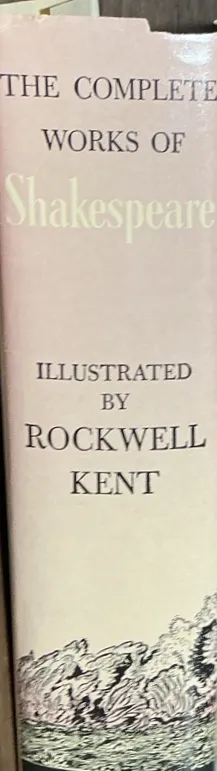 THE COMPLETE
WORKS OF
Shakespeare
ILLUSTRATED
BY
ROCKWELL
KENT